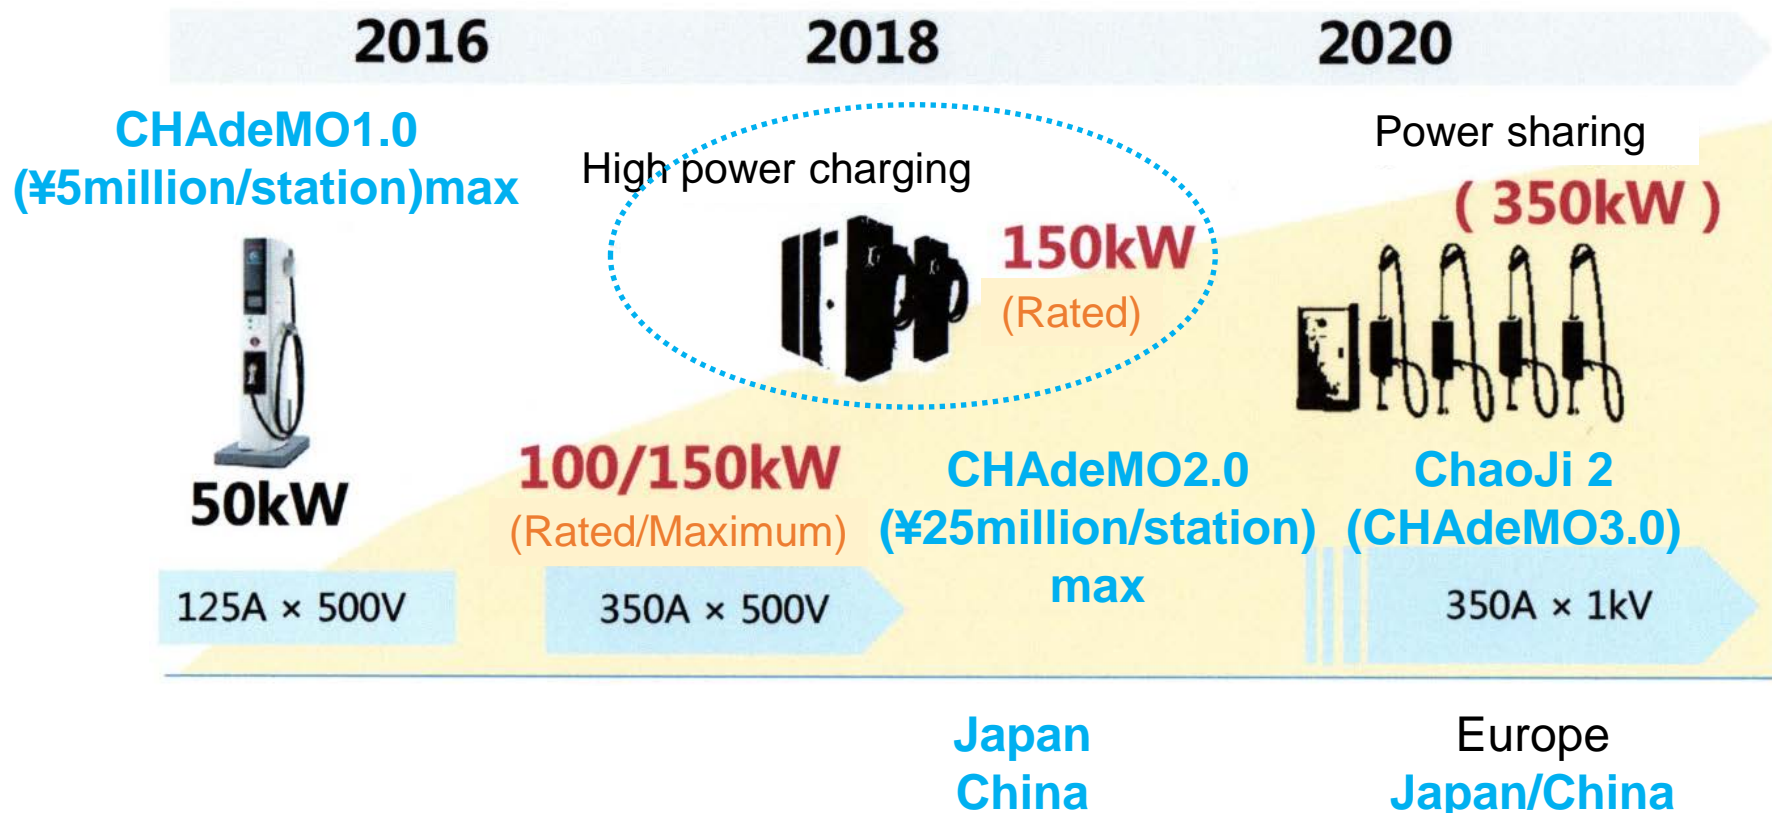 2016
2018
2020
CHAdeMO1.0
(¥5million/station)max
High power charging
Power sharing
( 350kW )
150kW
(Rated)
50kW
100/150kW
(Rated/Maximum)
CHAdeMO2.0
(¥25million/station)
max
ChaoJi 2
(CHAdeMO3.0)
125A × 500V
350A × 500V
350A × 1kV
Japan
China
Europe
Japan/China